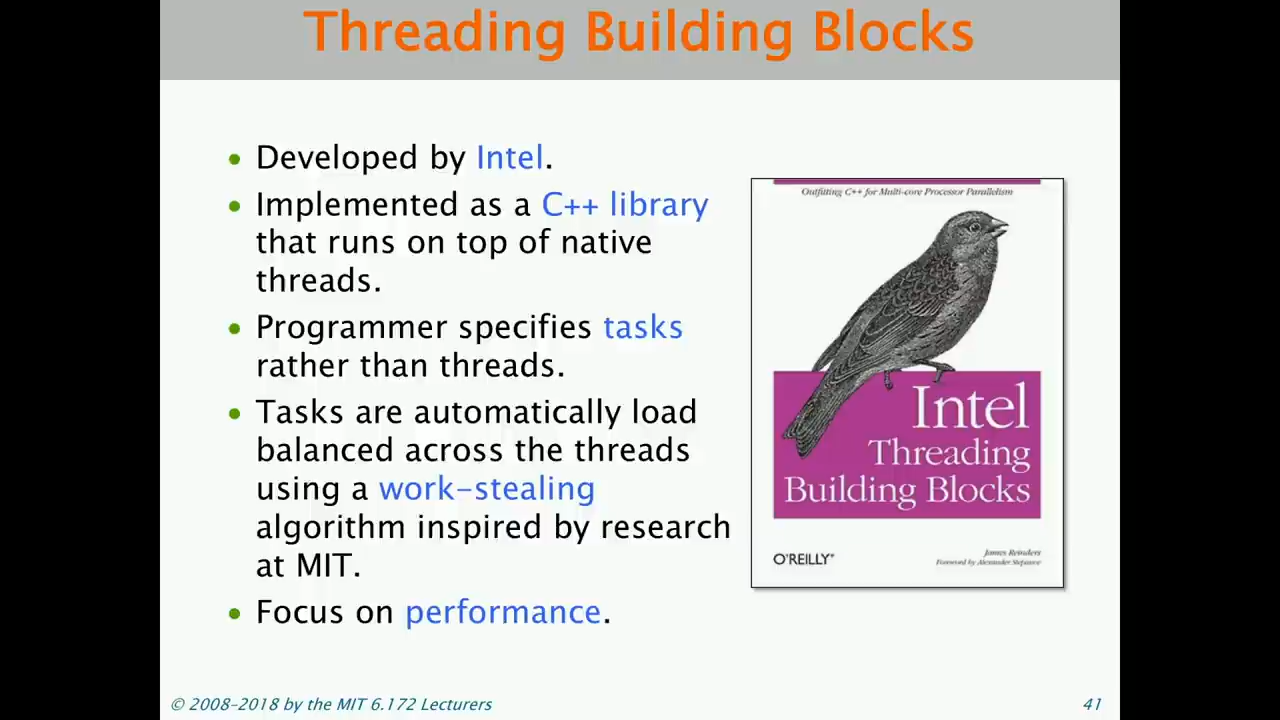 Threading Building Blocks
• Developed by Intel.
• Implemented as a C++ library
that runs on top of native
threads.
• Programmer specifies tasks
rather than threads.
• Tasks are automatically load
balanced across the threads
using a work-stealing
algorithm inspired by research
at MIT.
• Focus on performance.
Outfitting C++ for Multi-core Processor Parallelism
Intel
Threading
Building Blocks
O'REILLY®
James Reinders
Foreword by Alexander Stepanov
© 2008-2018 by the MIT 6.172 Lecturers
41